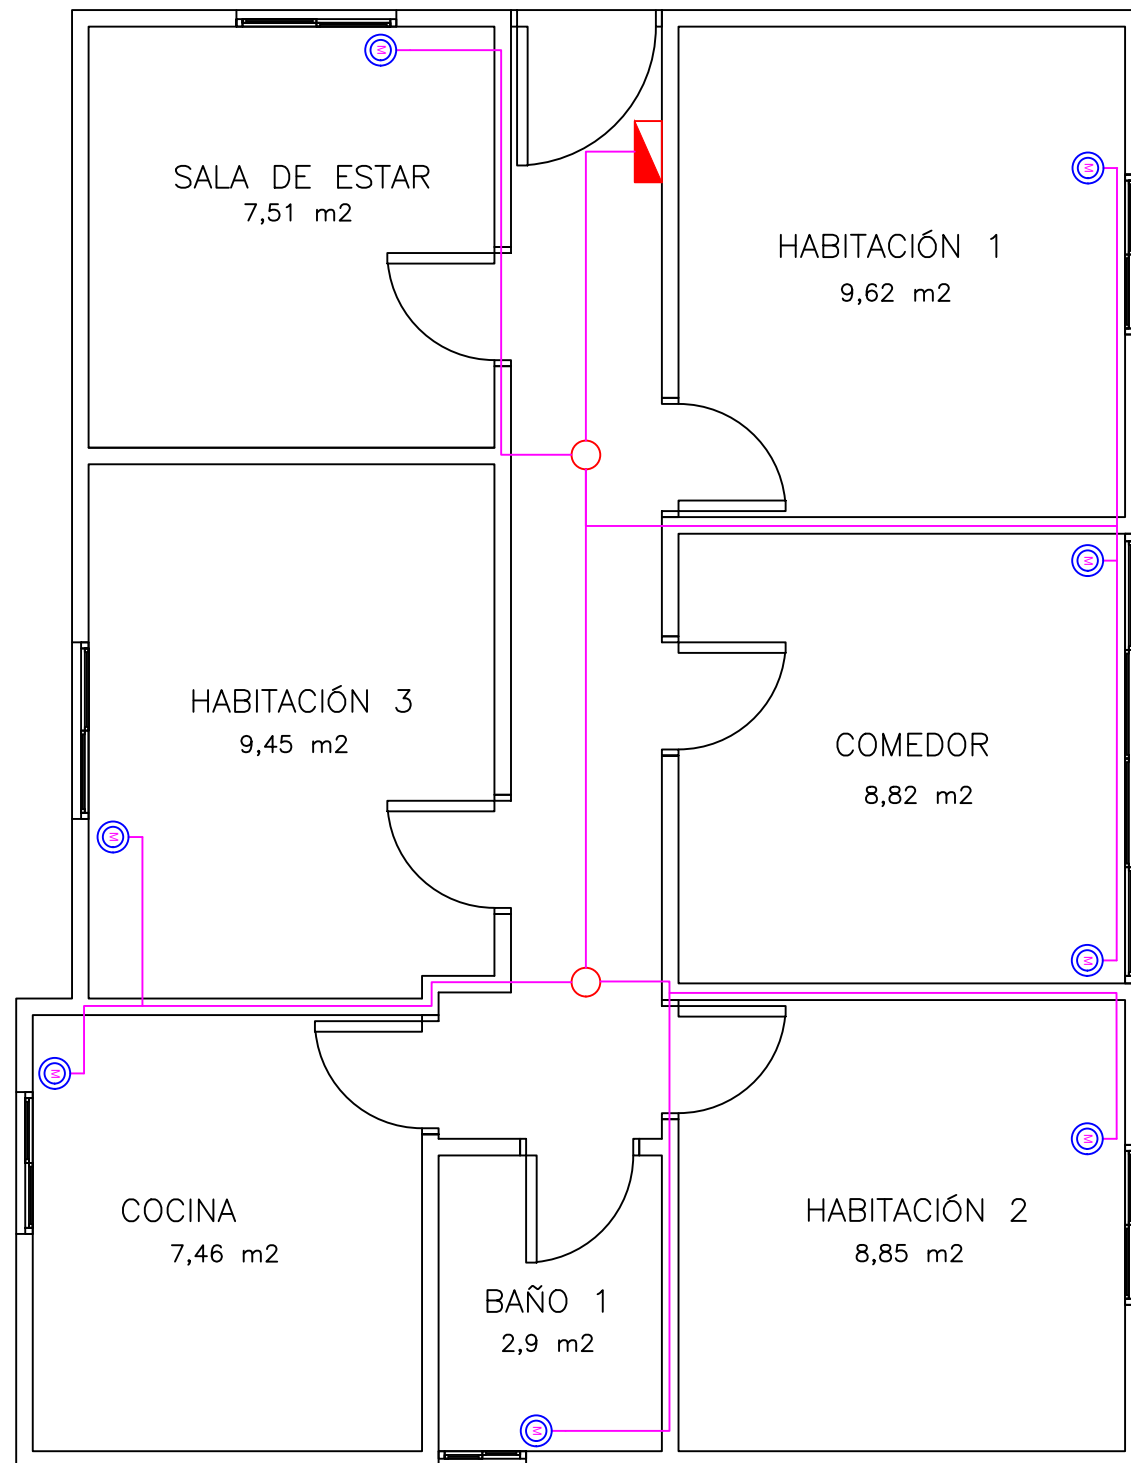 M
SALA DE ESTAR
7,51 m2
M
HABITACIÓN 1
9,62 m2
M
HABITACIÓN 3
9,45 m2
COMEDOR
8,82 m2
M
M
M
M
COCINA
7,46 m2
HABITACIÓN 2
8,85 m2
BAÑO 1
2,9 m2
M